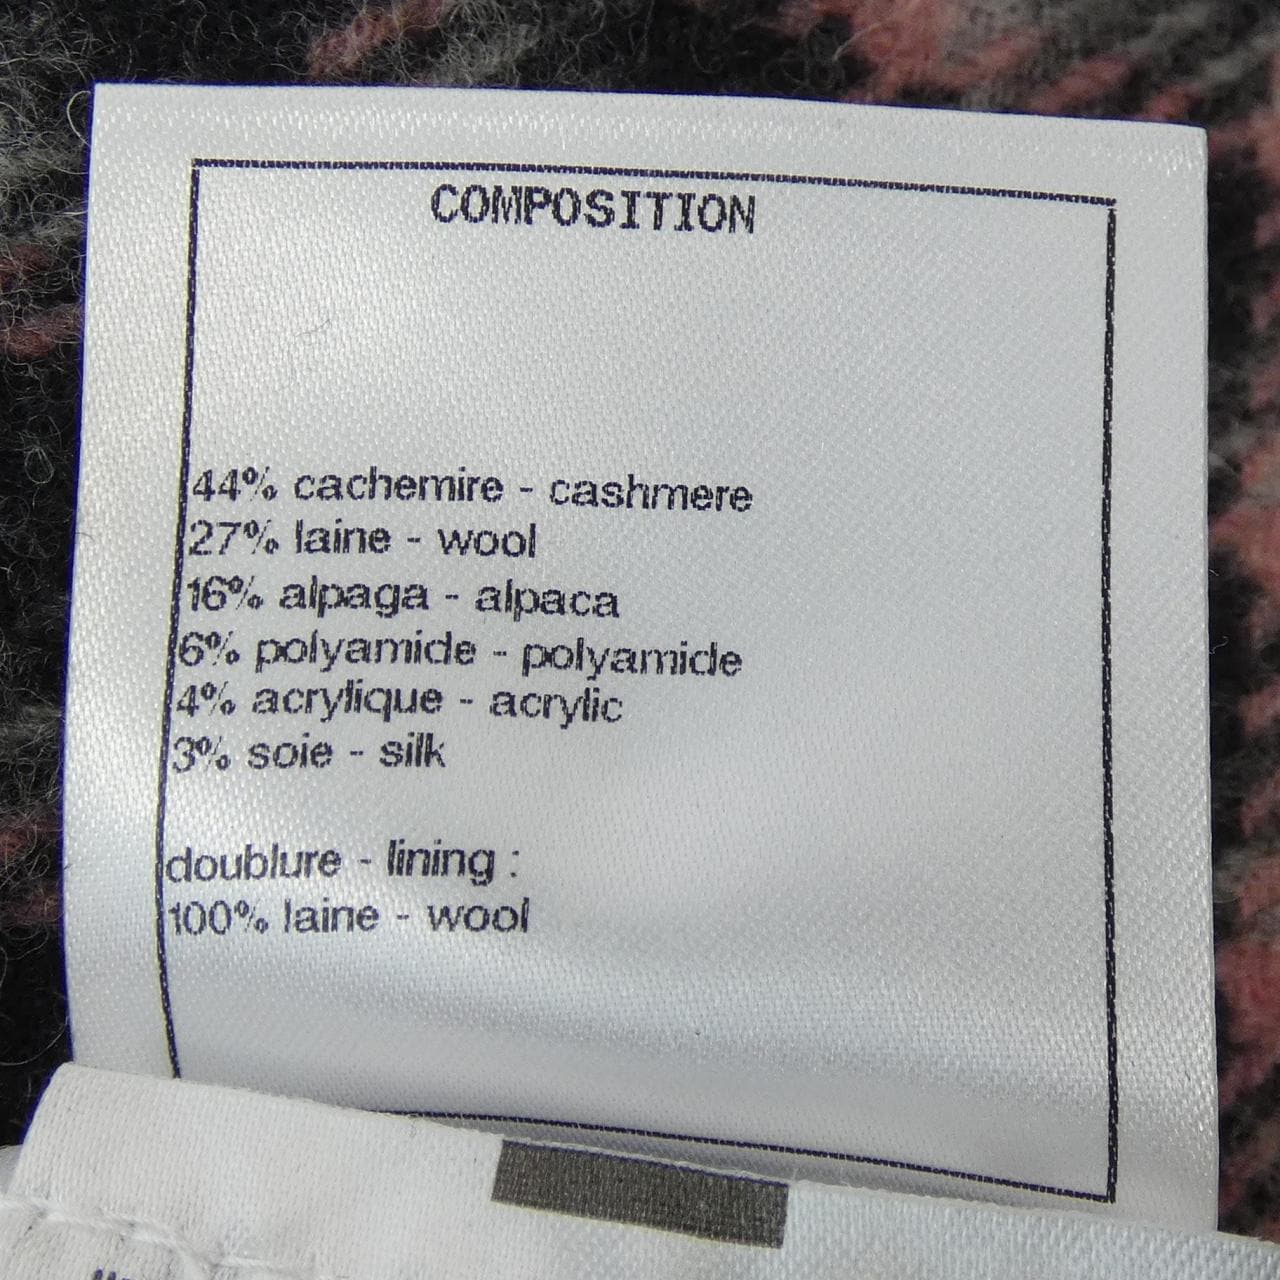 COMPOSITION
44% cachemire - cashmere
27% laine - wool
16% alpaga - alpaca
6% polyamide - polyamide
4% acrylique - acrylic
3% soie - silk
doublure - lining :
100% laine - wool